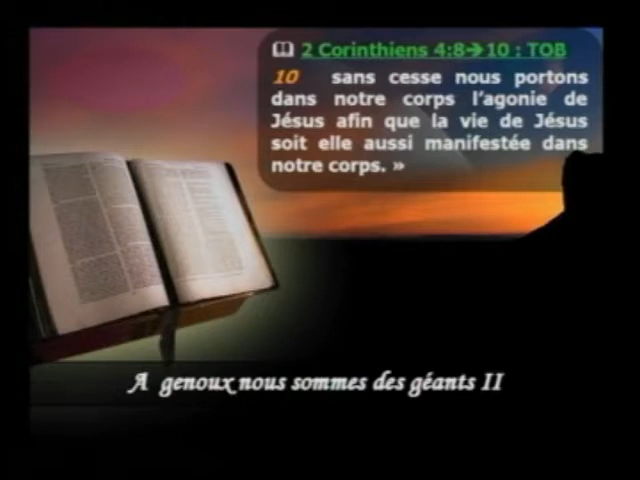 2 Corinthiens 4:8→10 : TOB
10 sans cesse nous portons
dans notre corps l'agonie de
Jésus afin que la vie de Jésus
soit elle aussi manifestée dans
notre corps. »
A genoux nous sommes des géants II